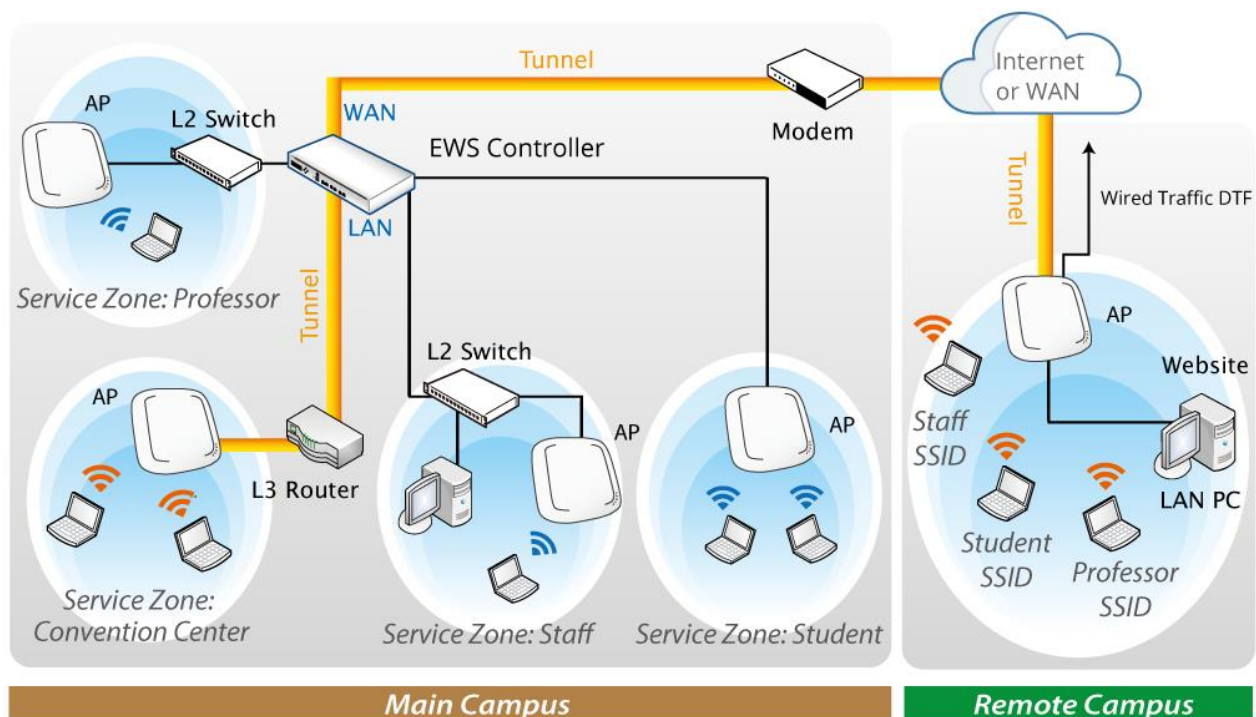 Tunnel
Internet
or WAN
AP
L2 Switch
WAN
EWS Controller
Modem
LAN
Tunnel
Wired Traffic DTF
Service Zone: Professor
Tunnel
AP
L2 Switch
Website
AP
AP
AP
Staff
SSID
L3 Router
LAN PC
Student
SSID
Professor
SSID
Service Zone:
Convention Center
Service Zone: Staff
Service Zone: Student
Main Campus
Remote Campus